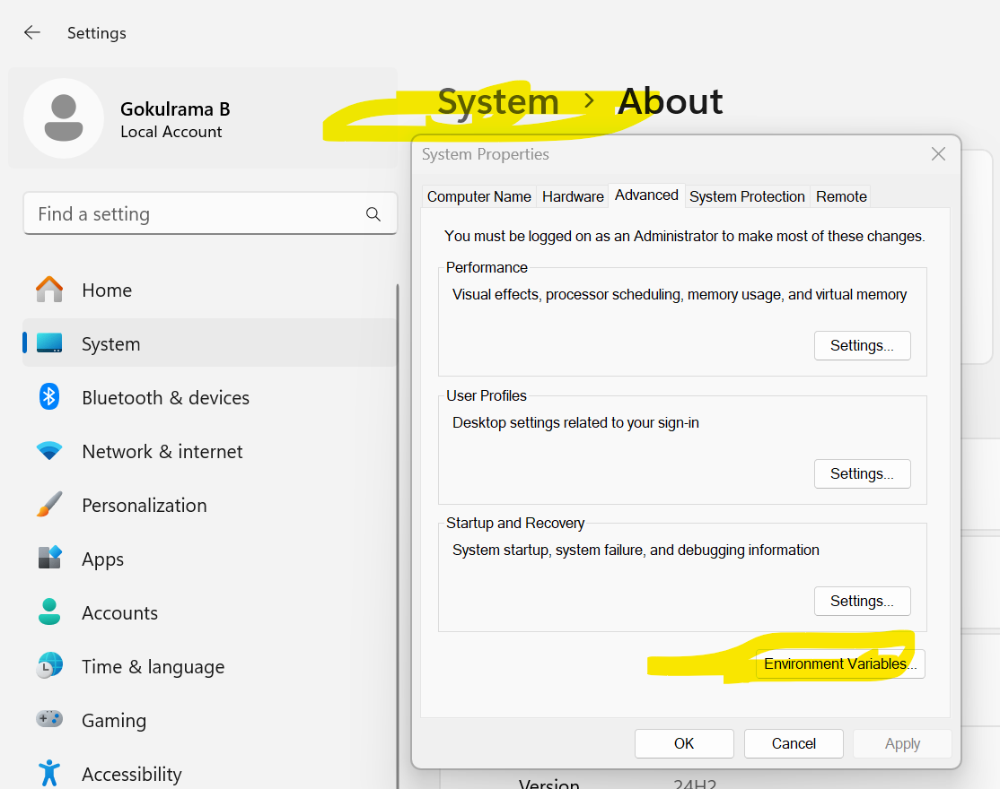 Settings
Gokulrama B
Local Account
Find a setting
Home
System
Bluetooth & devices
Network & internet
Personalization
Apps
Accounts
Time & language
Gaming
Accessibility
System > About
System Properties
Computer Name Hardware Advanced System Protection Remote
You must be logged on as an Administrator to make most of these changes.
Performance
Visual effects, processor scheduling, memory usage, and virtual memory
Settings...
User Profiles
Desktop settings related to your sign-in
Settings...
Startup and Recovery
System startup, system failure, and debugging information
Settings...
Environment Variables...
OK Cancel Apply
Version 24H2